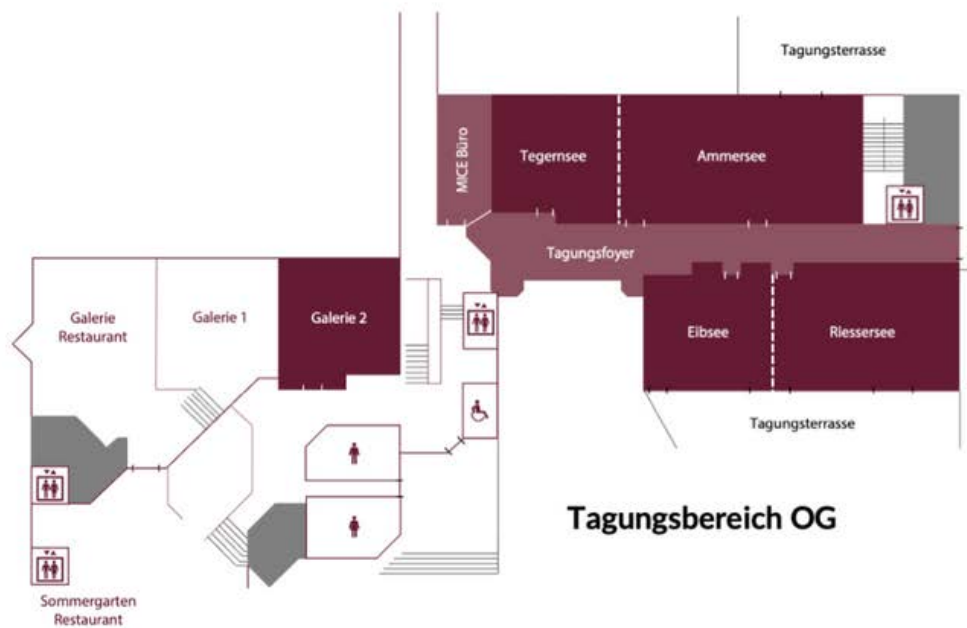 Tagungsterrasse
MICE Büro
Tegernsee
Ammersee
Tagungsfoyer
Galerie
Restaurant
Galerie 1
Galerie 2
Eibsee
Riessersee
Tagungsterrasse
Tagungsbereich OG
Sommergarten
Restaurant